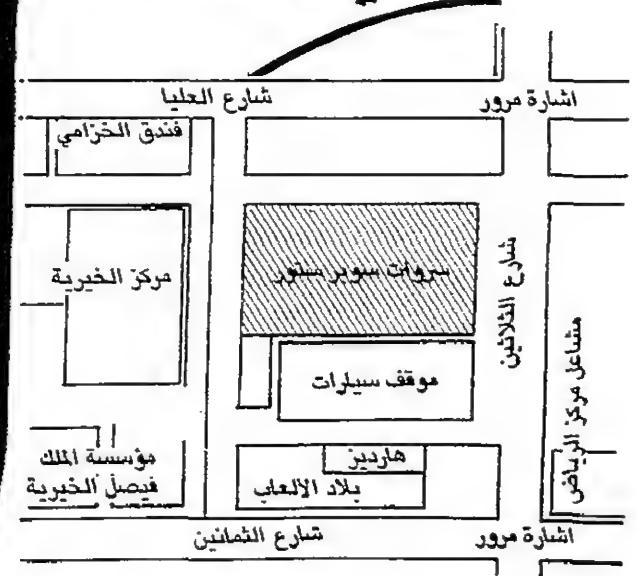 شارع العليا
اشارة مرور
فندق الخزامي
مركز الخيرية
سروات سوبر ستور
شارع الثلاثين
موقف سيارات
مشاعل مركز الرياض
مؤسسة الملك
فيصل الخيرية
هارديز
بلاد الالعاب
شارع الثمانين
اشارة مرور